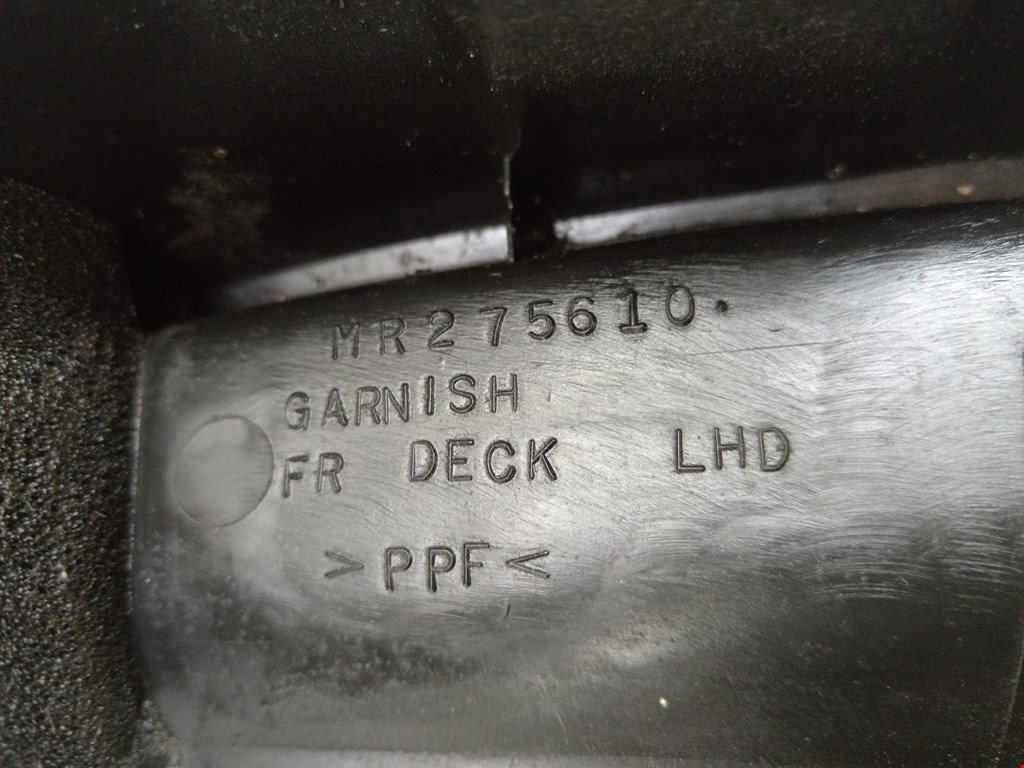 MR275610.
GARNISH
FR DECK LHD
>PPF<